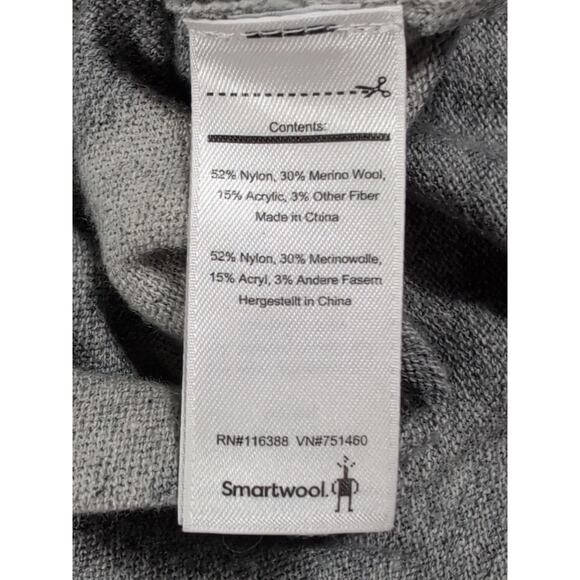 Contents:
52% Nylon, 30% Merino Wool,
15% Acrylic, 3% Other Fiber
Made in China
52% Nylon, 30% Merinowolle,
15% Acryl, 3% Andere Fasern
Hergestellt in China
RN#116388 VN#751460
Smartwool.